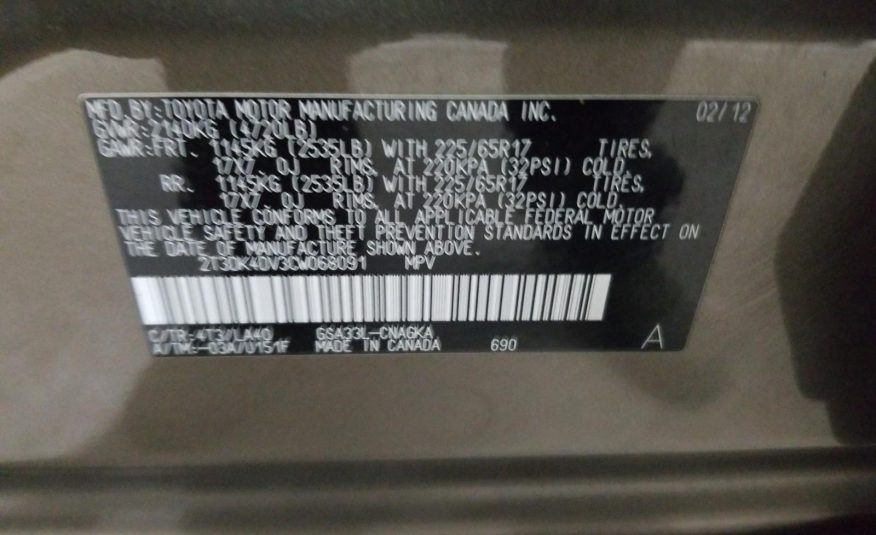 MFD.BY:TOYOTA MOTOR MANUFACTURING CANADA INC. 02/12
GVWR:2140KG (4720LB)
GAWR:FRT. 1145KG (2535LB) WITH 225/65R17 TIRES,
17X7.0J RIMS, AT 220KPA (32PSI) COLD.
RR. 1145KG (2535LB) WITH 225/65R17 TIRES,
17X7.0J RIMS, AT 220KPA (32PSI) COLD.
THIS VEHICLE CONFORMS TO ALL APPLICABLE FEDERAL MOTOR
VEHICLE SAFETY AND THEFT PREVENTION STANDARDS IN EFFECT ON
THE DATE OF MANUFACTURE SHOWN ABOVE.
2T3DK4DV3CW068091 MPV
C/TR:4T3/LA40 GSA33L-CNAGKA
A/TM:-03A/U151F MADE IN CANADA 690 A